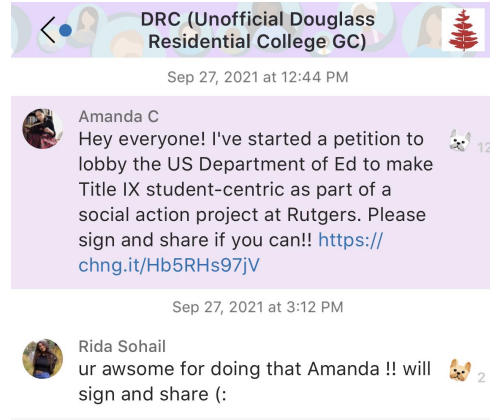 DRC (Unofficial Douglass
Residential College GC)
Sep 27, 2021 at 12:44 PM
Amanda C
Hey everyone! I've started a petition to
lobby the US Department of Ed to make
Title IX student-centric as part of a
social action project at Rutgers. Please
sign and share if you can!! https://
chng.it/Hb5RHs97jV
12
Sep 27, 2021 at 3:12 PM
Rida Sohail
ur awsome for doing that Amanda !! will
sign and share (:
2